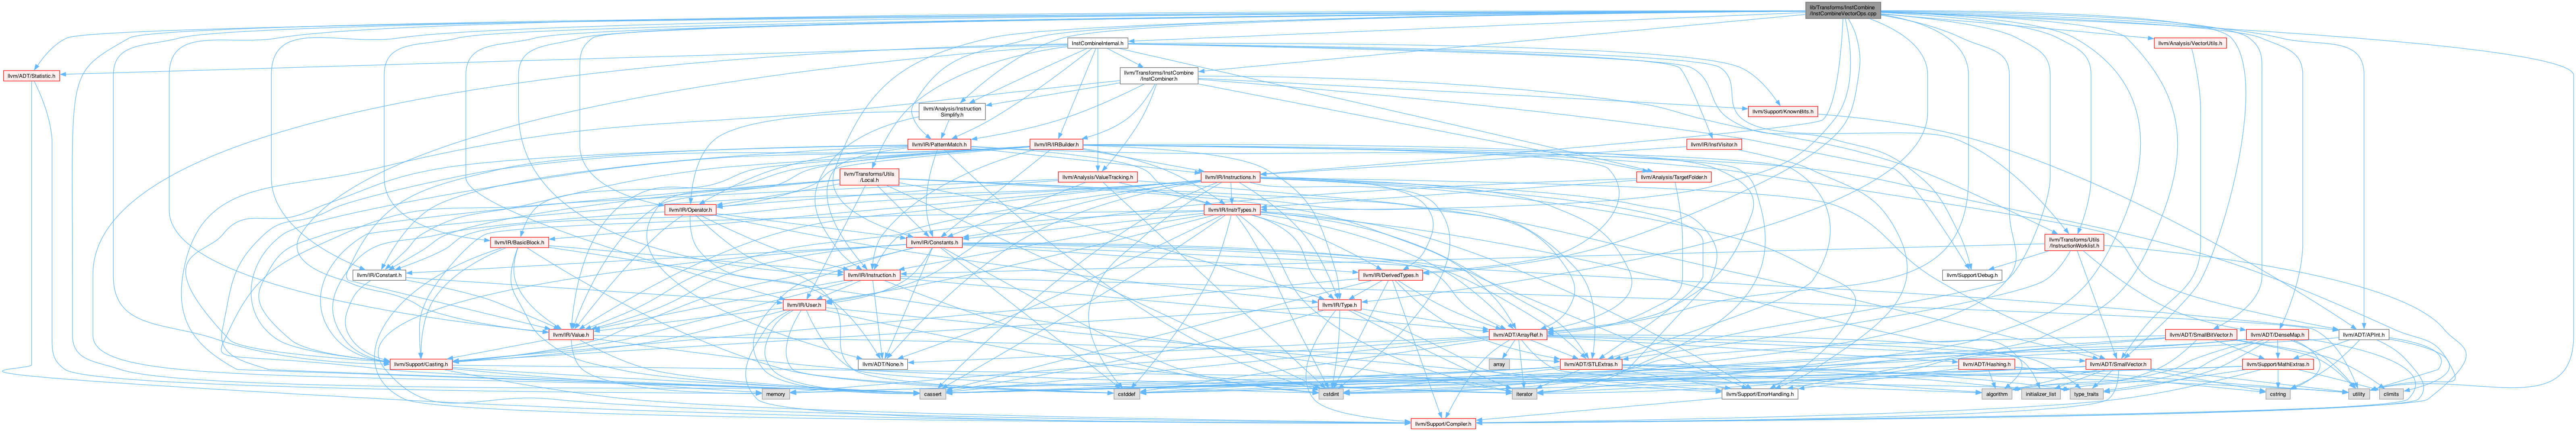 lib/Transforms/InstCombine
/InstCombineVectorOps.cpp
InstCombineInternal.h
llvm/Analysis/VectorUtils.h
llvm/ADT/Statistic.h
llvm/Transforms/InstCombine
/InstCombiner.h
llvm/Analysis/Instruction
Simplify.h
llvm/Support/KnownBits.h
llvm/IR/PatternMatch.h
llvm/IR/IRBuilder.h
llvm/IR/InstVisitor.h
llvm/Transforms/Utils
/Local.h
llvm/Analysis/ValueTracking.h
llvm/IR/Instructions.h
llvm/Analysis/TargetFolder.h
llvm/IR/Operator.h
llvm/IR/InstrTypes.h
llvm/IR/BasicBlock.h
llvm/IR/Constants.h
llvm/Transforms/Utils
/InstructionWorklist.h
llvm/IR/Constant.h
llvm/IR/Instruction.h
llvm/IR/DerivedTypes.h
llvm/Support/Debug.h
llvm/IR/User.h
llvm/IR/Type.h
llvm/IR/Value.h
llvm/ADT/ArrayRef.h
llvm/ADT/SmallBitVector.h
llvm/ADT/DenseMap.h
llvm/ADT/APInt.h
llvm/Support/Casting.h
llvm/ADT/None.h
array
llvm/ADT/STLExtras.h
llvm/ADT/Hashing.h
llvm/ADT/SmallVector.h
llvm/Support/MathExtras.h
memory
cassert
cstddef
cstdint
iterator
llvm/Support/ErrorHandling.h
algorithm
initializer_list
type_traits
cstring
utility
climits
llvm/Support/Compiler.h